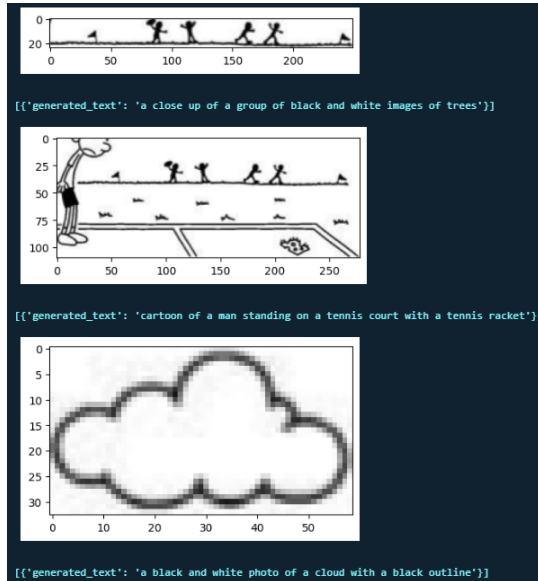 0
20
0 50 100 150 200
[{'generated_text': 'a close up of a group of black and white images of trees'}]
0
25
50
75
100
0 50 100 150 200 250
[{'generated_text': 'cartoon of a man standing on a tennis court with a tennis racket'}
0
5
10
15
20
25
30
0 10 20 30 40 50
[{'generated_text': 'a black and white photo of a cloud with a black outline'}]